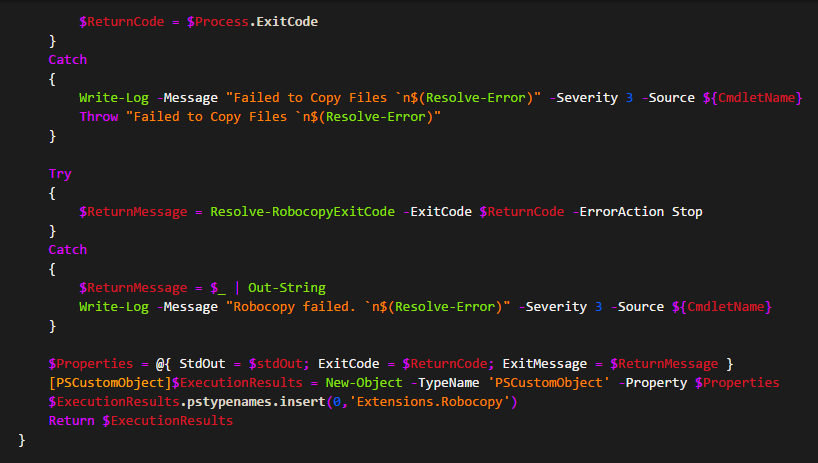 $ReturnCode = $Process.ExitCode
}
Catch
{
Write-Log -Message "Failed to Copy Files `n$(Resolve-Error)" -Severity 3 -Source ${CmdletName}
Throw "Failed to Copy Files `n$(Resolve-Error)"
}
Try
{
$ReturnMessage = Resolve-RobocopyExitCode -ExitCode $ReturnCode -ErrorAction Stop
}
Catch
{
$ReturnMessage = $_ | Out-String
Write-Log -Message "Robocopy failed. `n$(Resolve-Error)" -Severity 3 -Source ${CmdletName}
}
$Properties = @{ StdOut = $stdOut; ExitCode = $ReturnCode; ExitMessage = $ReturnMessage }
[PSCustomObject]$ExecutionResults = New-Object -TypeName 'PSCustomObject' -Property $Properties
$ExecutionResults.pstypenames.insert(0,'Extensions.Robocopy')
Return $ExecutionResults
}